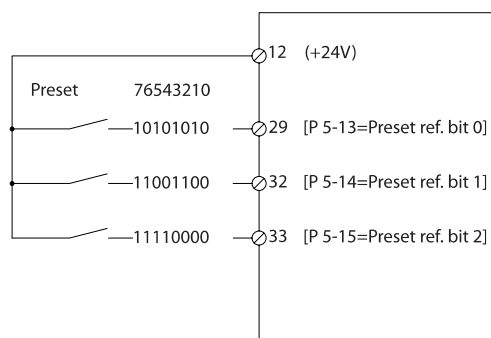 12 (+24V)
Preset 76543210
10101010 29 [P 5-13=Preset ref. bit 0]
11001100 32 [P 5-14=Preset ref. bit 1]
11110000 33 [P 5-15=Preset ref. bit 2]